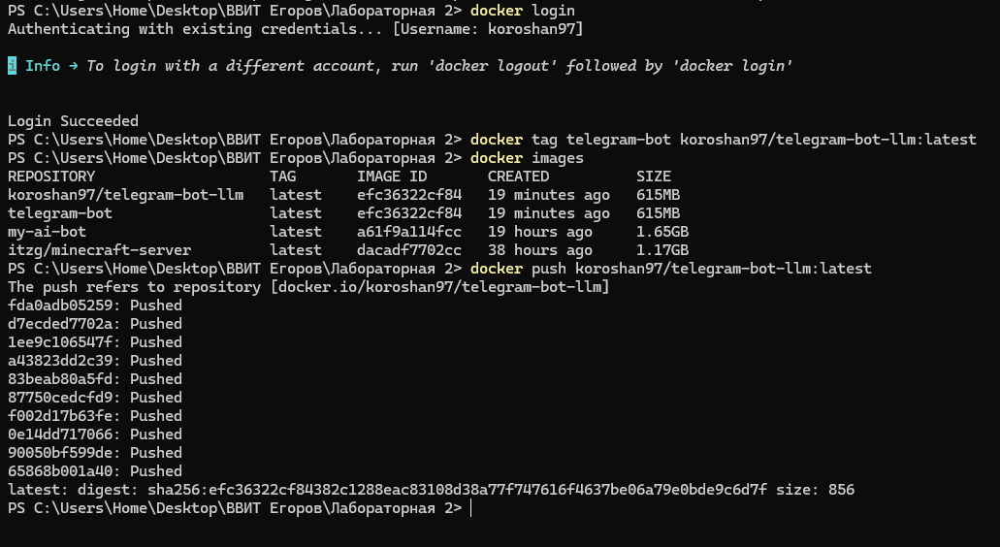 PS C:\Users\Home\Desktop\ВВИТ Егоров\Лабораторная 2> docker login
Authenticating with existing credentials... [Username: koroshan97]
i Info → To login with a different account, run 'docker logout' followed by 'docker login'
Login Succeeded
PS C:\Users\Home\Desktop\ВВИТ Егоров\Лабораторная 2> docker tag telegram-bot koroshan97/telegram-bot-llm:latest
PS C:\Users\Home\Desktop\ВВИТ Егоров\Лабораторная 2> docker images
REPOSITORY TAG IMAGE ID CREATED SIZE
koroshan97/telegram-bot-llm latest efc36322cf84 19 minutes ago 615MB
telegram-bot latest efc36322cf84 19 minutes ago 615MB
my-ai-bot latest a61f9a114fcc 19 hours ago 1.65GB
itzg/minecraft-server latest dacadf7702cc 38 hours ago 1.17GB
PS C:\Users\Home\Desktop\ВВИТ Егоров\Лабораторная 2> docker push koroshan97/telegram-bot-llm:latest
The push refers to repository [docker.io/koroshan97/telegram-bot-llm]
fda0adb05259: Pushed
d7ecded7702a: Pushed
1ee9c106547f: Pushed
a43823dd2c39: Pushed
83beab80a5fd: Pushed
87750cedcfd9: Pushed
f002d17b63fe: Pushed
0e14dd717066: Pushed
90050bf599de: Pushed
65868b001a40: Pushed
latest: digest: sha256:efc36322cf84382c1288eac83108d38a77f747616f4637be06a79e0bde9c6d7f size: 856
PS C:\Users\Home\Desktop\ВВИТ Егоров\Лабораторная 2>